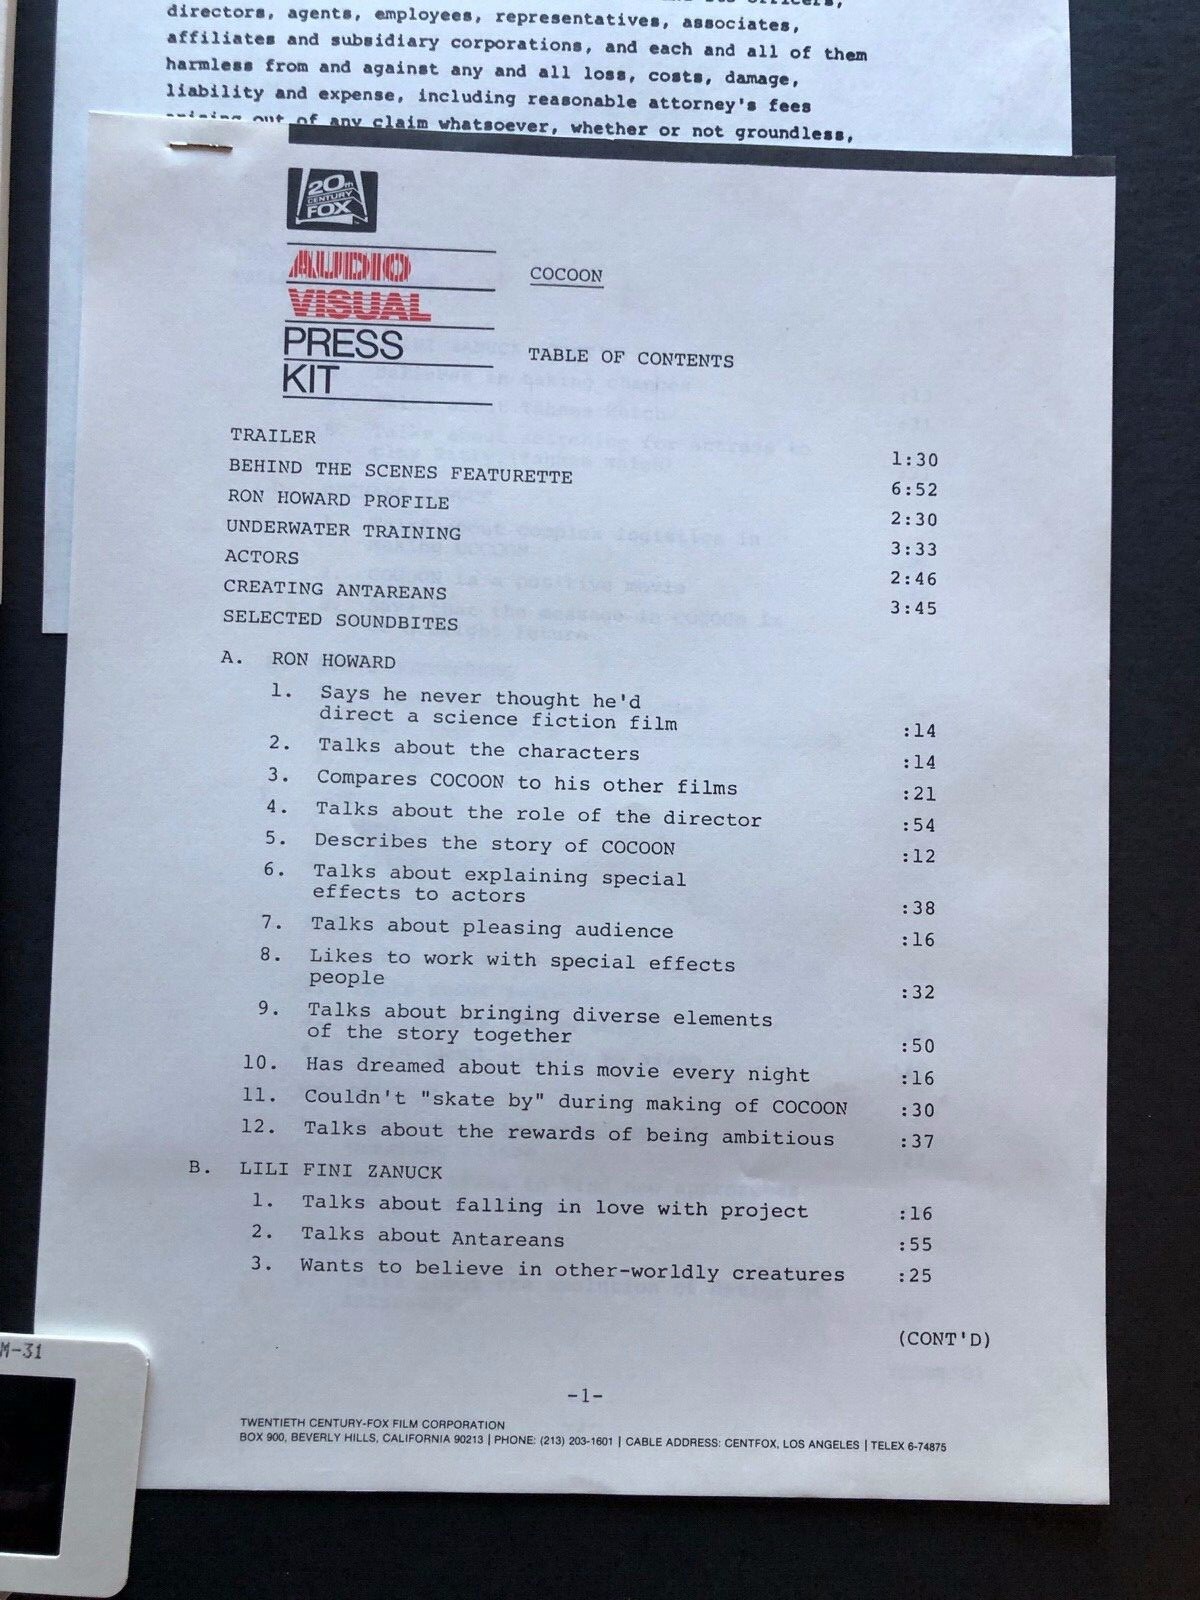 directors, agents, employees, representatives, associates,
affiliates and subsidiary corporations, and each and all of them
harmless from and against any and all loss, costs, damage,
liability and expense, including reasonable attorney's fees
arising out of any claim whatsoever, whether or not groundless,
20th
CENTURY
FOX
AUDIO
VISUAL
PRESS
KIT
COCOON
TABLE OF CONTENTS
TRAILER 1:30
BEHIND THE SCENES FEATURETTE 6:52
RON HOWARD PROFILE 2:30
UNDERWATER TRAINING 3:33
ACTORS 2:46
CREATING ANTAREANS 3:45
SELECTED SOUNDBITES
A. RON HOWARD
1. Says he never thought he'd
direct a science fiction film :14
2. Talks about the characters :14
3. Compares COCOON to his other films :21
4. Talks about the role of the director :54
5. Describes the story of COCOON :12
6. Talks about explaining special
effects to actors :38
7. Talks about pleasing audience :16
8. Likes to work with special effects
people :32
9. Talks about bringing diverse elements
of the story together :50
10. Has dreamed about this movie every night :16
11. Couldn't "skate by" during making of COCOON :30
12. Talks about the rewards of being ambitious :37
B. LILI FINI ZANUCK
1. Talks about falling in love with project :16
2. Talks about Antareans :55
3. Wants to believe in other-worldly creatures :25
(CONT'D)
-1-
TWENTIETH CENTURY-FOX FILM CORPORATION
BOX 900, BEVERLY HILLS, CALIFORNIA 90213 | PHONE: (213) 203-1601 | CABLE ADDRESS: CENTFOX, LOS ANGELES | TELEX 6-74875
M-31